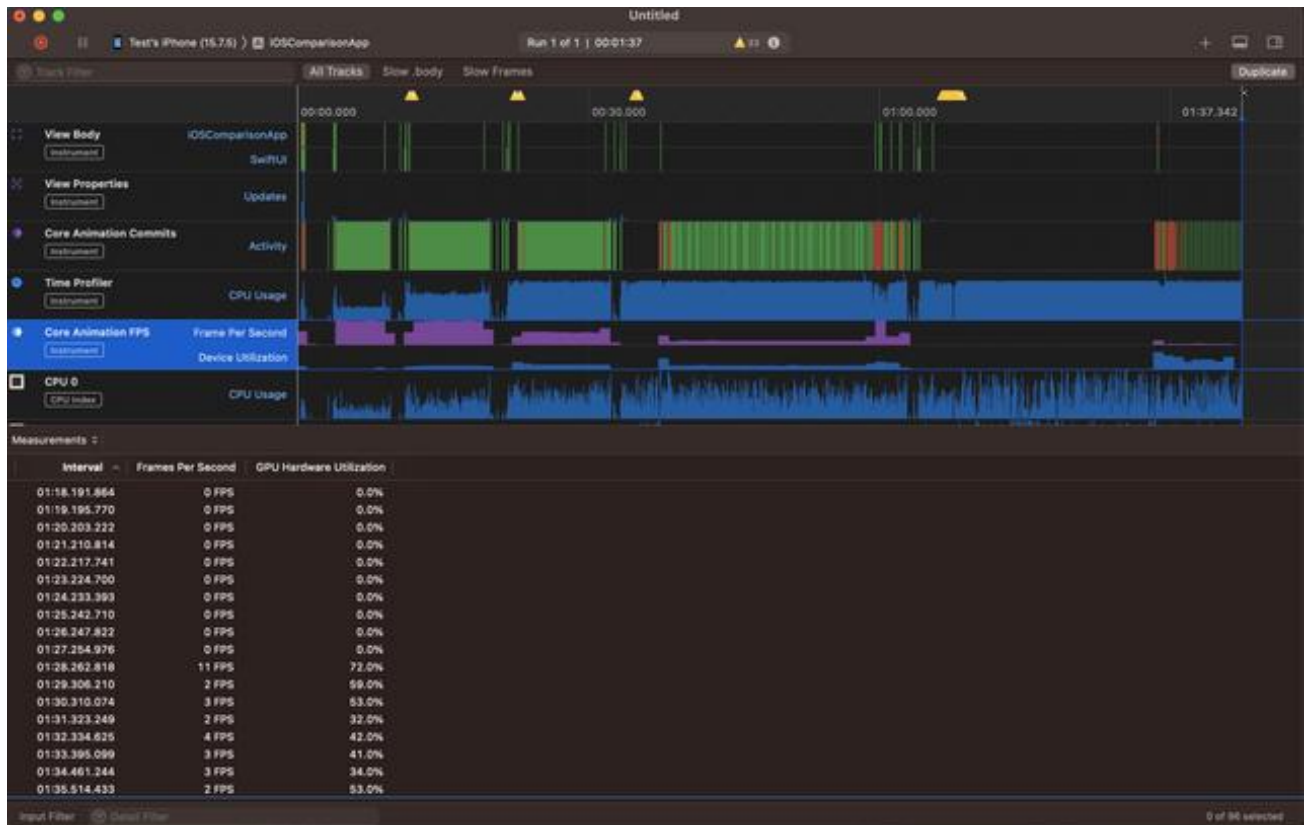 Untitled
Test's iPhone (15.7.5) 〉 iOSComparisonApp
Run 1 of 1 | 00:01:37
Track Filter
All Tracks Slow .body Slow Frames
Duplicate
00:00.000 00:30.000 01:00.000 01:37.342
View Body iOSComparisonApp
Instrument
SwiftUI
View Properties
Instrument
Updates
Core Animation Commits
Instrument
Activity
Time Profiler
Instrument
CPU Usage
Core Animation FPS Frame Per Second
Instrument
Device Utilization
CPU 0
CPU Index
CPU Usage
Measurements
Interval Frames Per Second GPU Hardware Utilization
01:18.191.864 0 FPS 0.0%
01:19.195.770 0 FPS 0.0%
01:20.203.222 0 FPS 0.0%
01:21.210.814 0 FPS 0.0%
01:22.217.741 0 FPS 0.0%
01:23.224.700 0 FPS 0.0%
01:24.233.393 0 FPS 0.0%
01:25.242.710 0 FPS 0.0%
01:26.247.822 0 FPS 0.0%
01:27.254.976 0 FPS 0.0%
01:28.262.818 11 FPS 72.0%
01:29.306.210 2 FPS 59.0%
01:30.310.074 3 FPS 53.0%
01:31.323.249 2 FPS 32.0%
01:32.334.625 4 FPS 42.0%
01:33.395.099 3 FPS 41.0%
01:34.461.244 3 FPS 34.0%
01:35.514.433 2 FPS 53.0%
Input Filter Detail Filter
0 of 96 selected